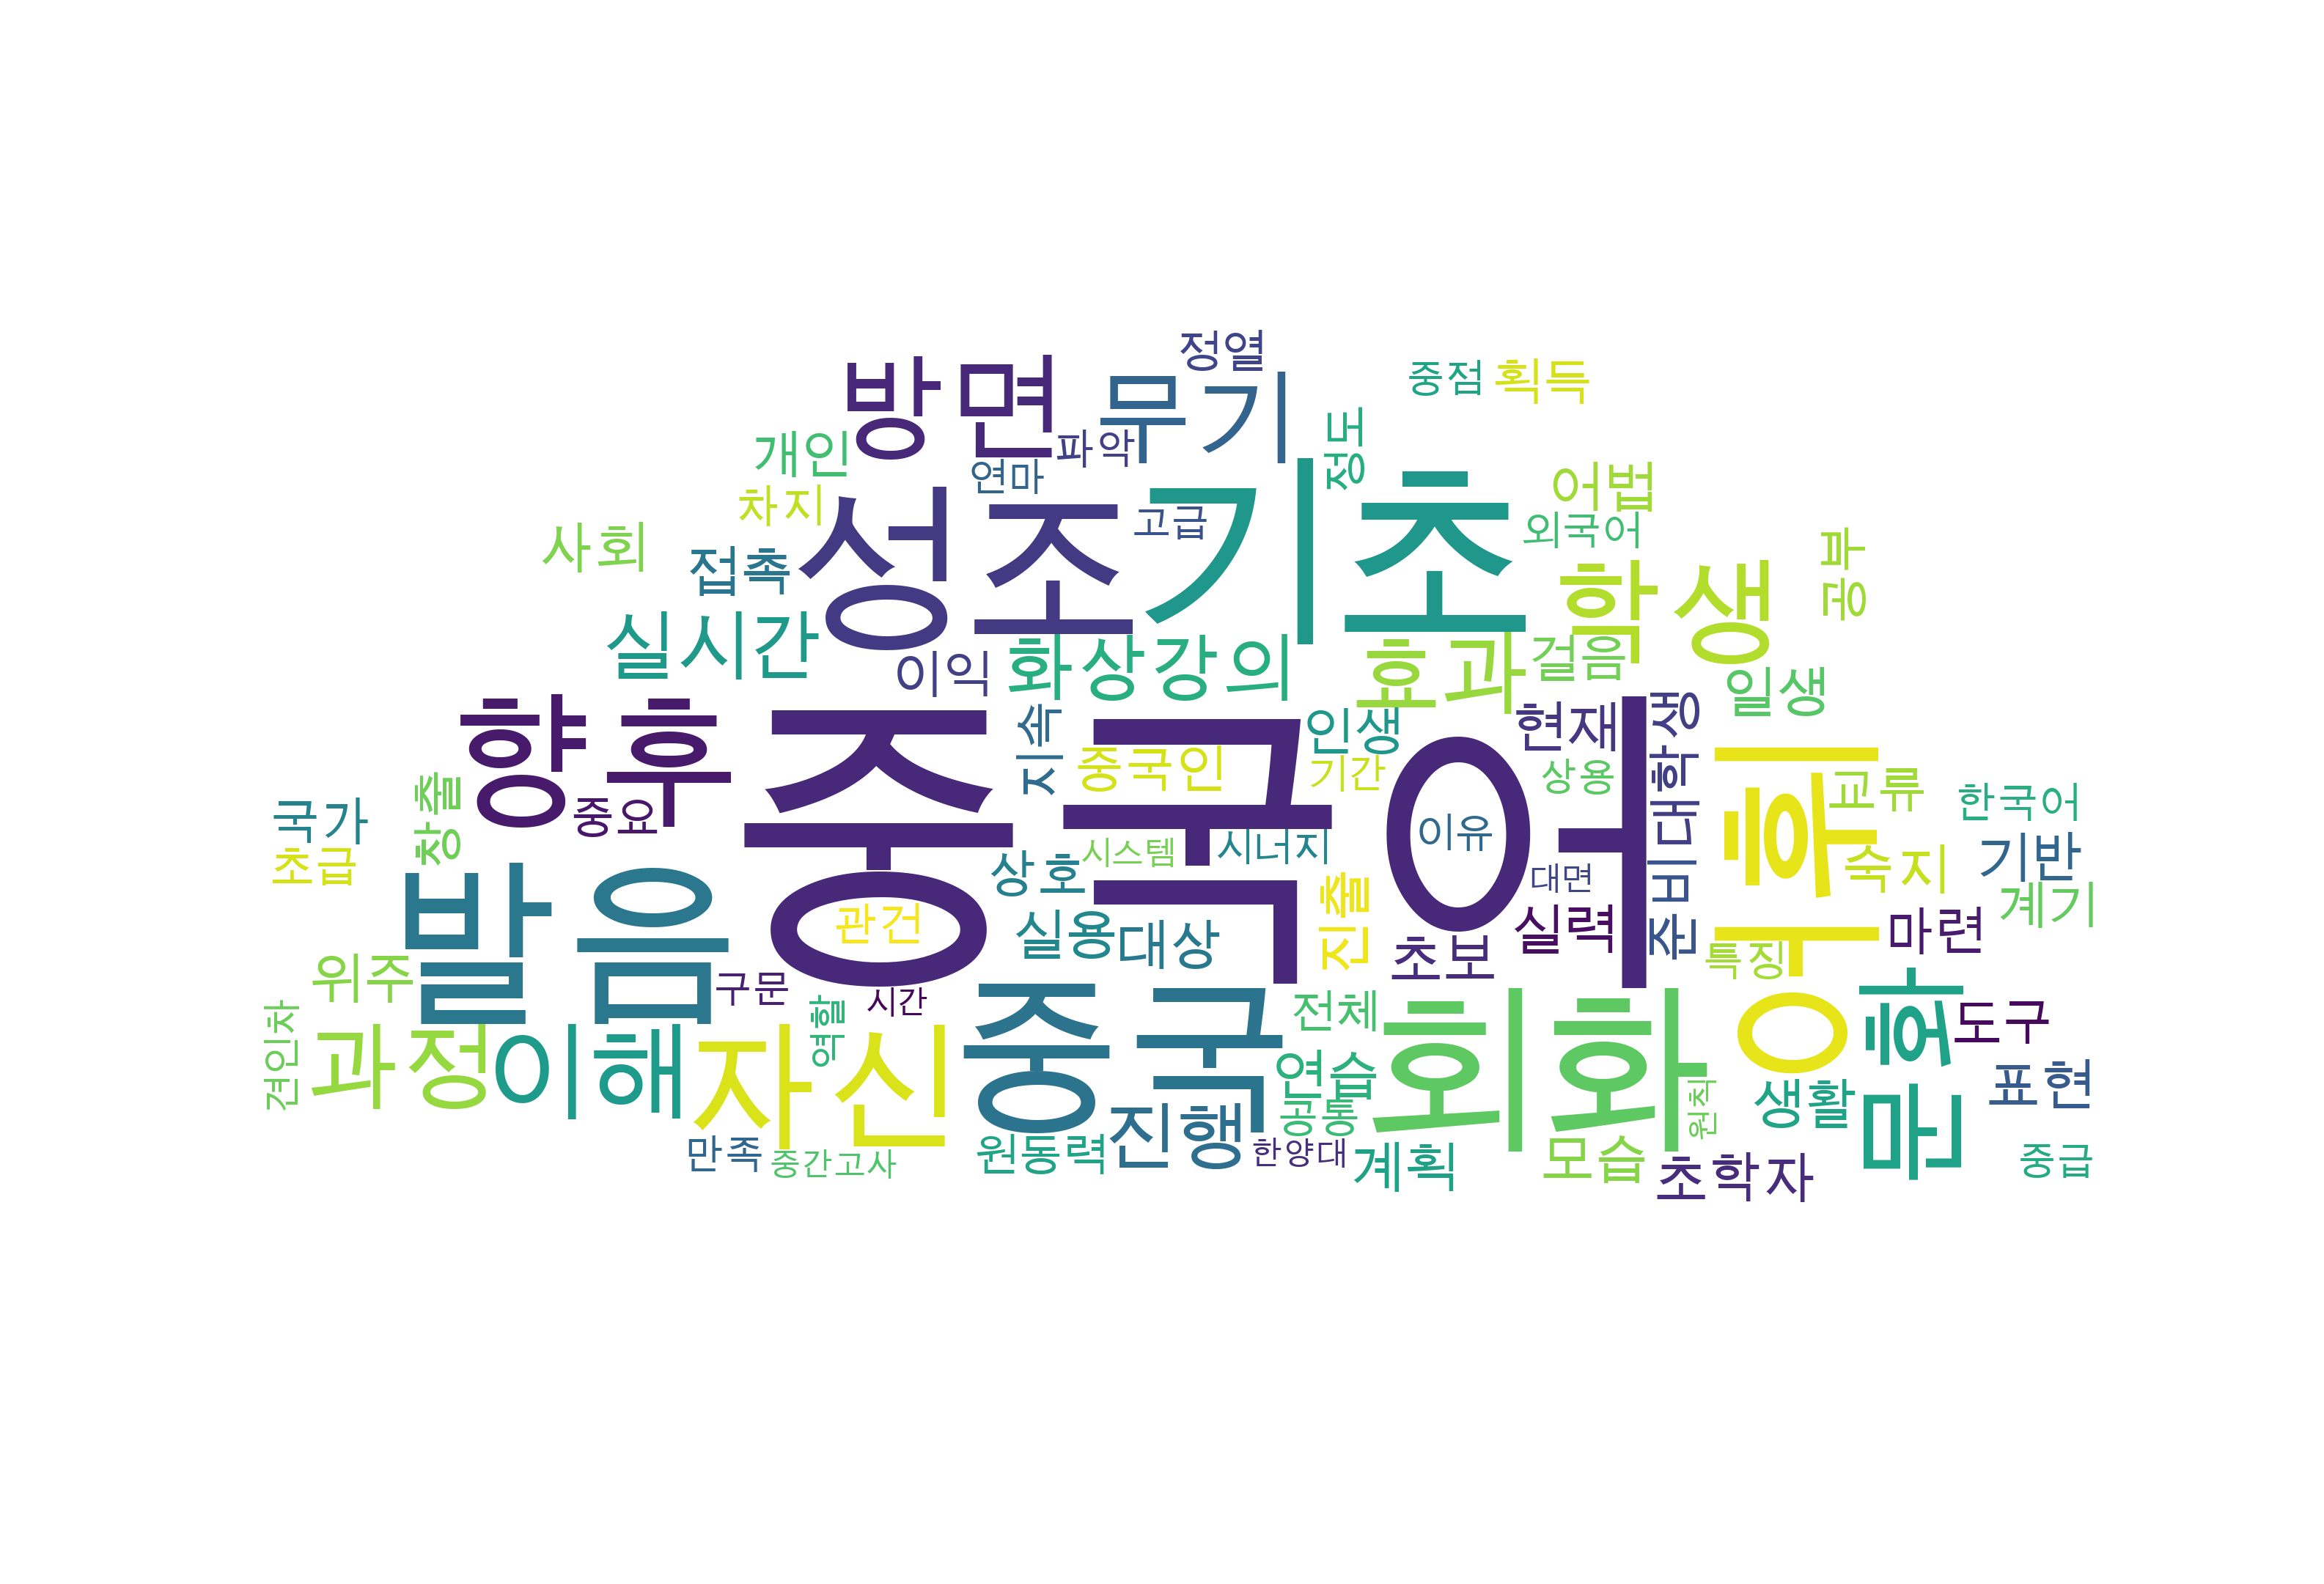 정열
방면
무기
중점
획득
개인
파악
정보
연마
차지
성조
기초
고급
어법
외국어
사회
접촉
학생
공부
실시간
이익
화상강의
효과
걸음
일생
향후
중국어
지속
인생
현재
중국인
기간
상용
대학생
수업
교류
국가
창출
중요
한국어
초급
상호
시스템
시너지
이유
숙지
기반
발음
관건
실용
대상
진출
대면
실력
준비
마련
계기
초보
특징
위주
구문
시간
역할
중국
전체
회화
문화
도구
견인차
과정
이해
자신
연습
공통
원칙
생활
표현
만족
중간고사
원동력
진행
한양대
계획
모습
초학자
중급